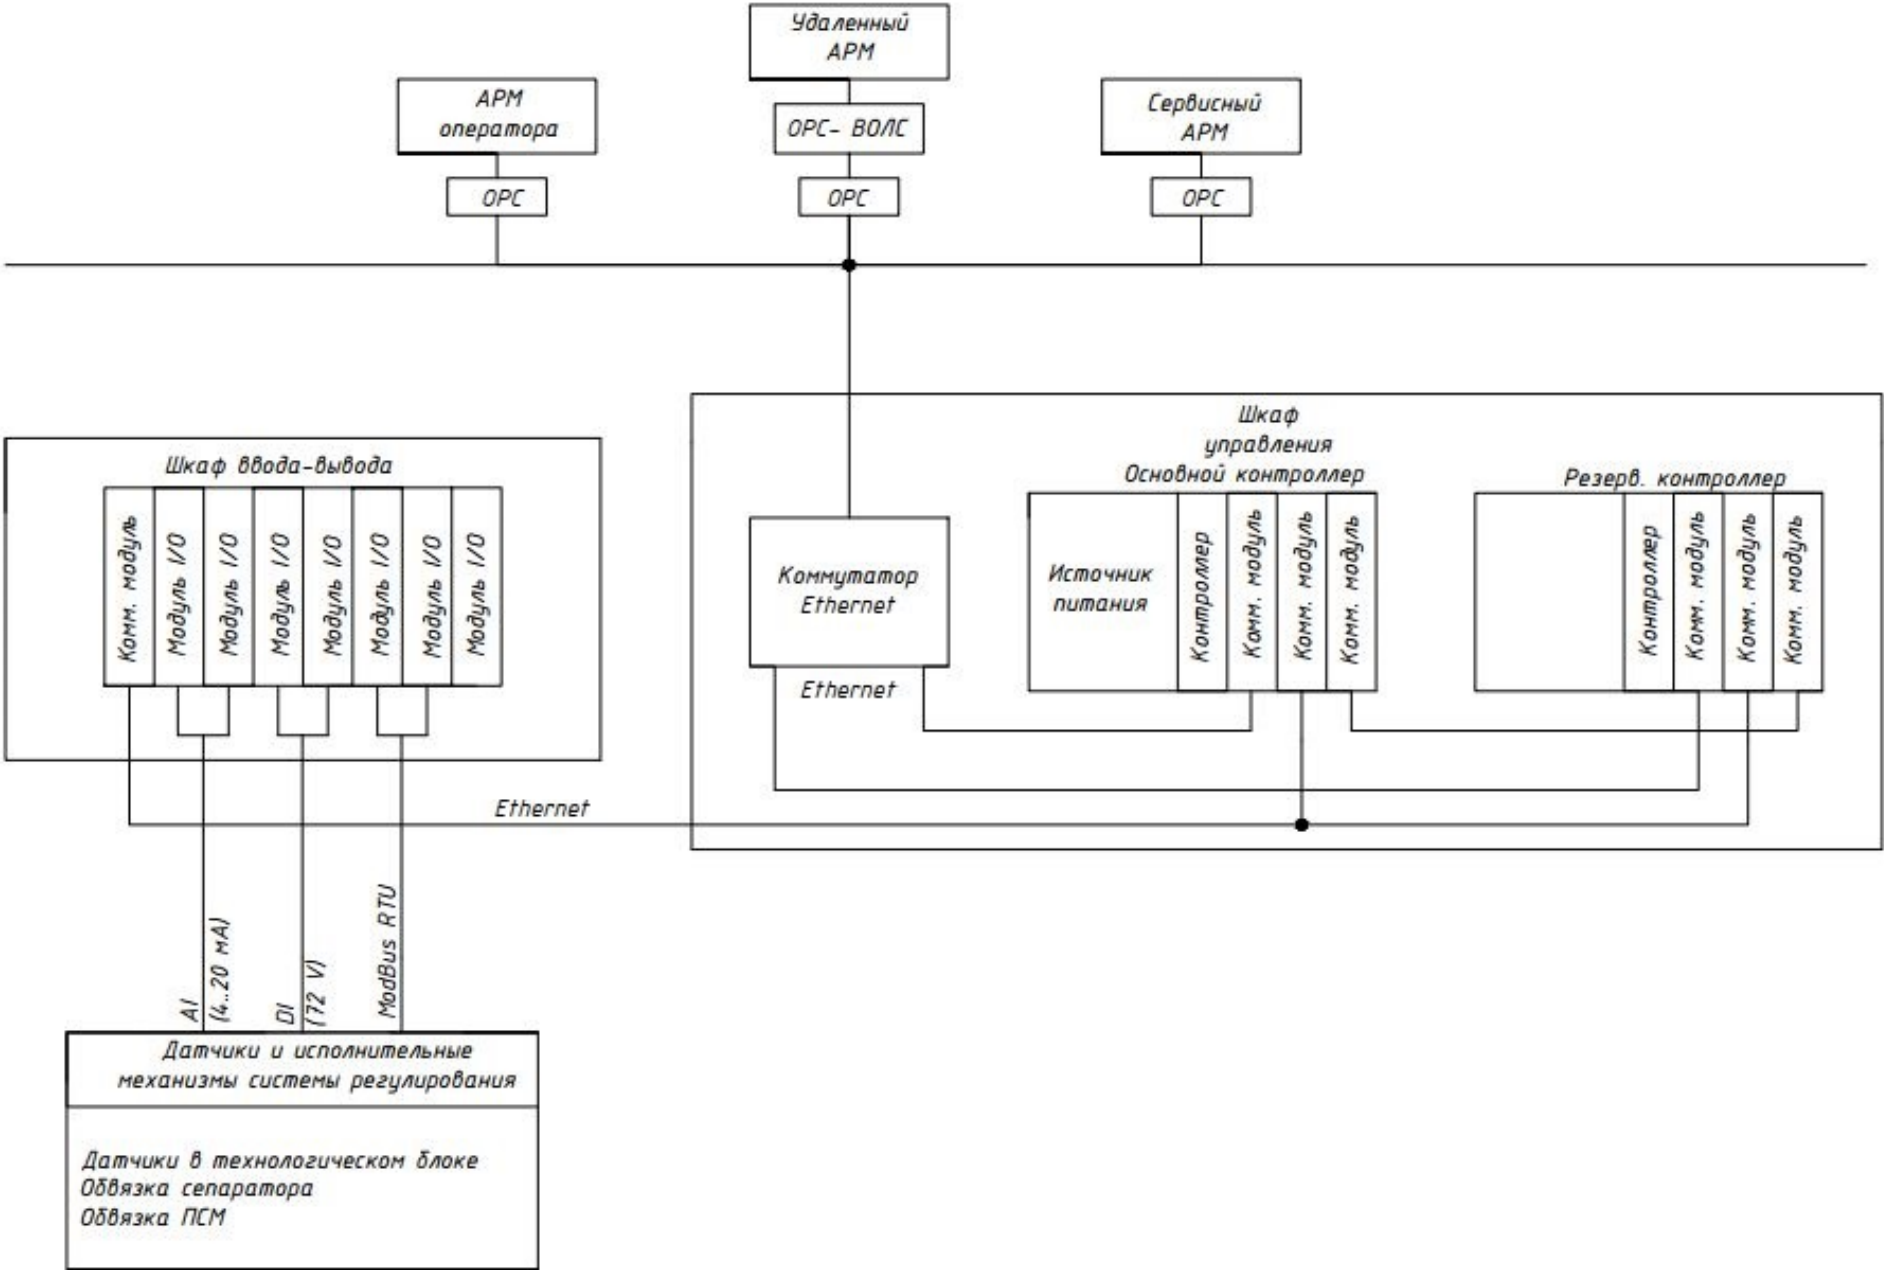 Удаленный
АРМ
АРМ
оператора
ОРС- ВОЛС
Сервисный
АРМ
ОРС
ОРС
ОРС
Шкаф
управления
Шкаф ввода-вывода
Основной контроллер
Резерв. контроллер
Комм. модуль
Модуль I/O
Модуль I/O
Модуль I/O
Модуль I/O
Модуль I/O
Модуль I/O
Модуль I/O
Коммутатор
Ethernet
Источник
питания
Контроллер
Комм. модуль
Комм. модуль
Комм. модуль
Контроллер
Комм. модуль
Комм. модуль
Комм. модуль
Ethernet
Ethernet
AI
(4..20 мА)
DI
(72 V)
ModBus RTU
Датчики и исполнительные
механизмы системы регулирования
Датчики в технологическом блоке
Обвязка сепаратора
Обвязка ПСМ